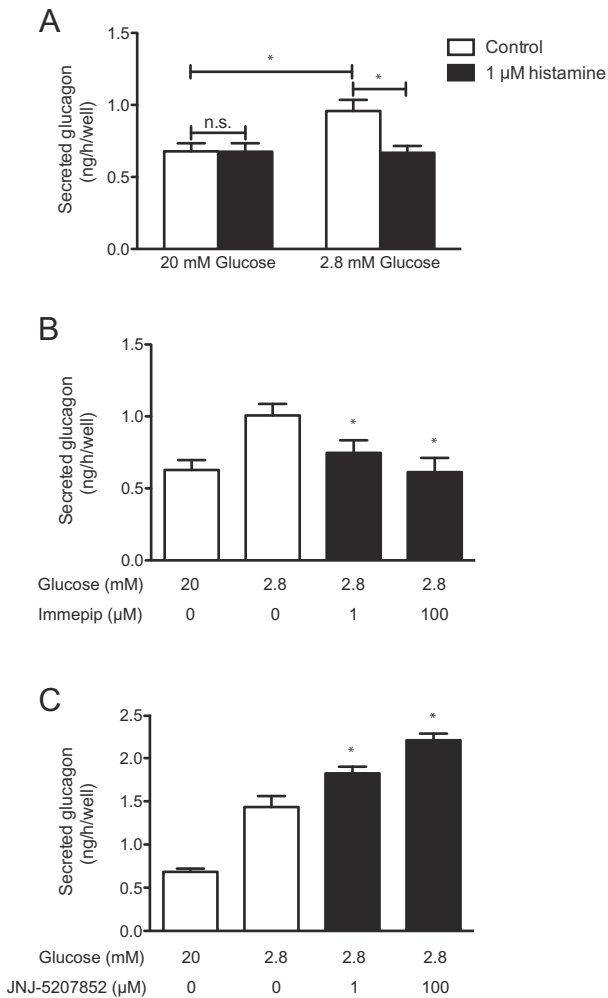 A
Control
1 µM histamine
Secreted glucagon
(ng/h/well)
1.5
1.0
0.5
0.0
*
*
n.s.
20 mM Glucose 2.8 mM Glucose
B
Secreted glucagon
(ng/h/well)
1.5
1.0
0.5
0.0
*
*
Glucose (mM) 20 2.8 2.8 2.8
Immepip (µM) 0 0 1 100
C
Secreted glucagon
(ng/h/well)
2.5
2.0
1.5
1.0
0.5
0.0
*
*
Glucose (mM) 20 2.8 2.8 2.8
JNJ-5207852 (µM) 0 0 1 100